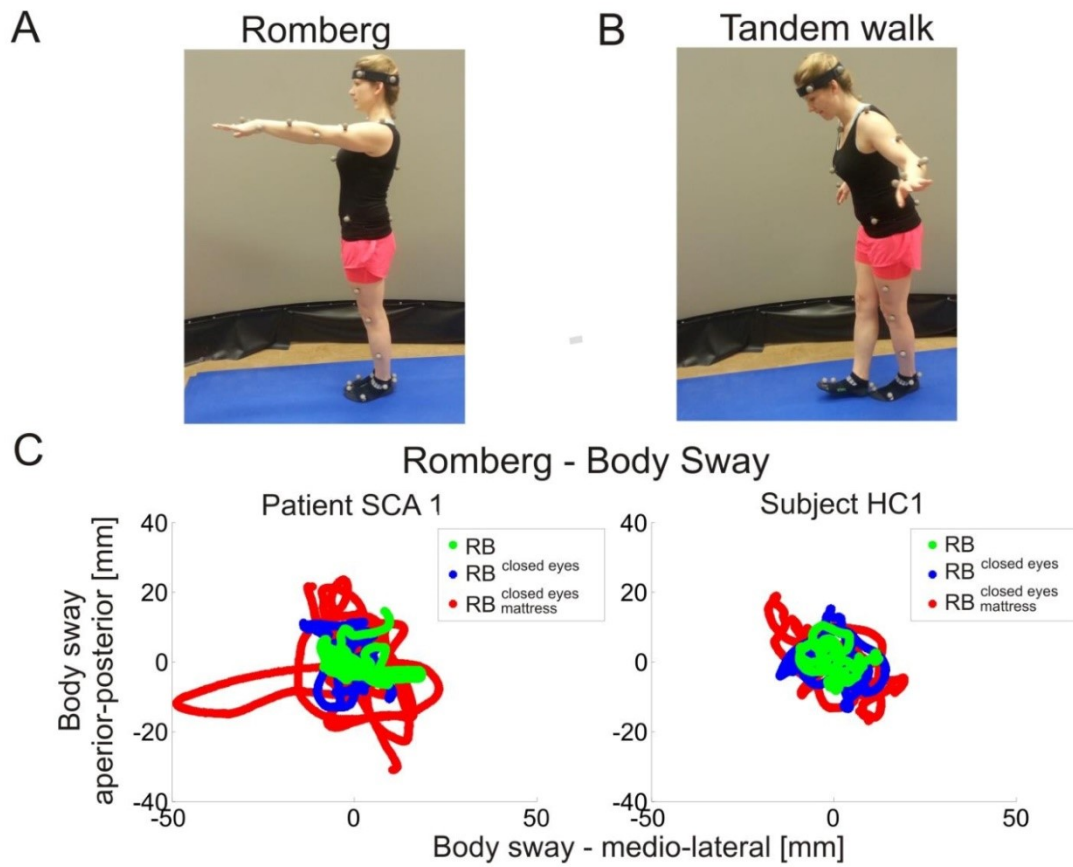 A
Romberg
B
Tandem walk
C
Romberg - Body Sway
Patient SCA 1
Body sway
aperior-posterior [mm]
40
20
0
-20
-40
-50
0
50
RB
RB closed eyes
RB closed eyes
mattress
Subject HC1
40
20
0
-20
-40
-50
0
50
RB
RB closed eyes
RB closed eyes
mattress
Body sway - medio-lateral [mm]